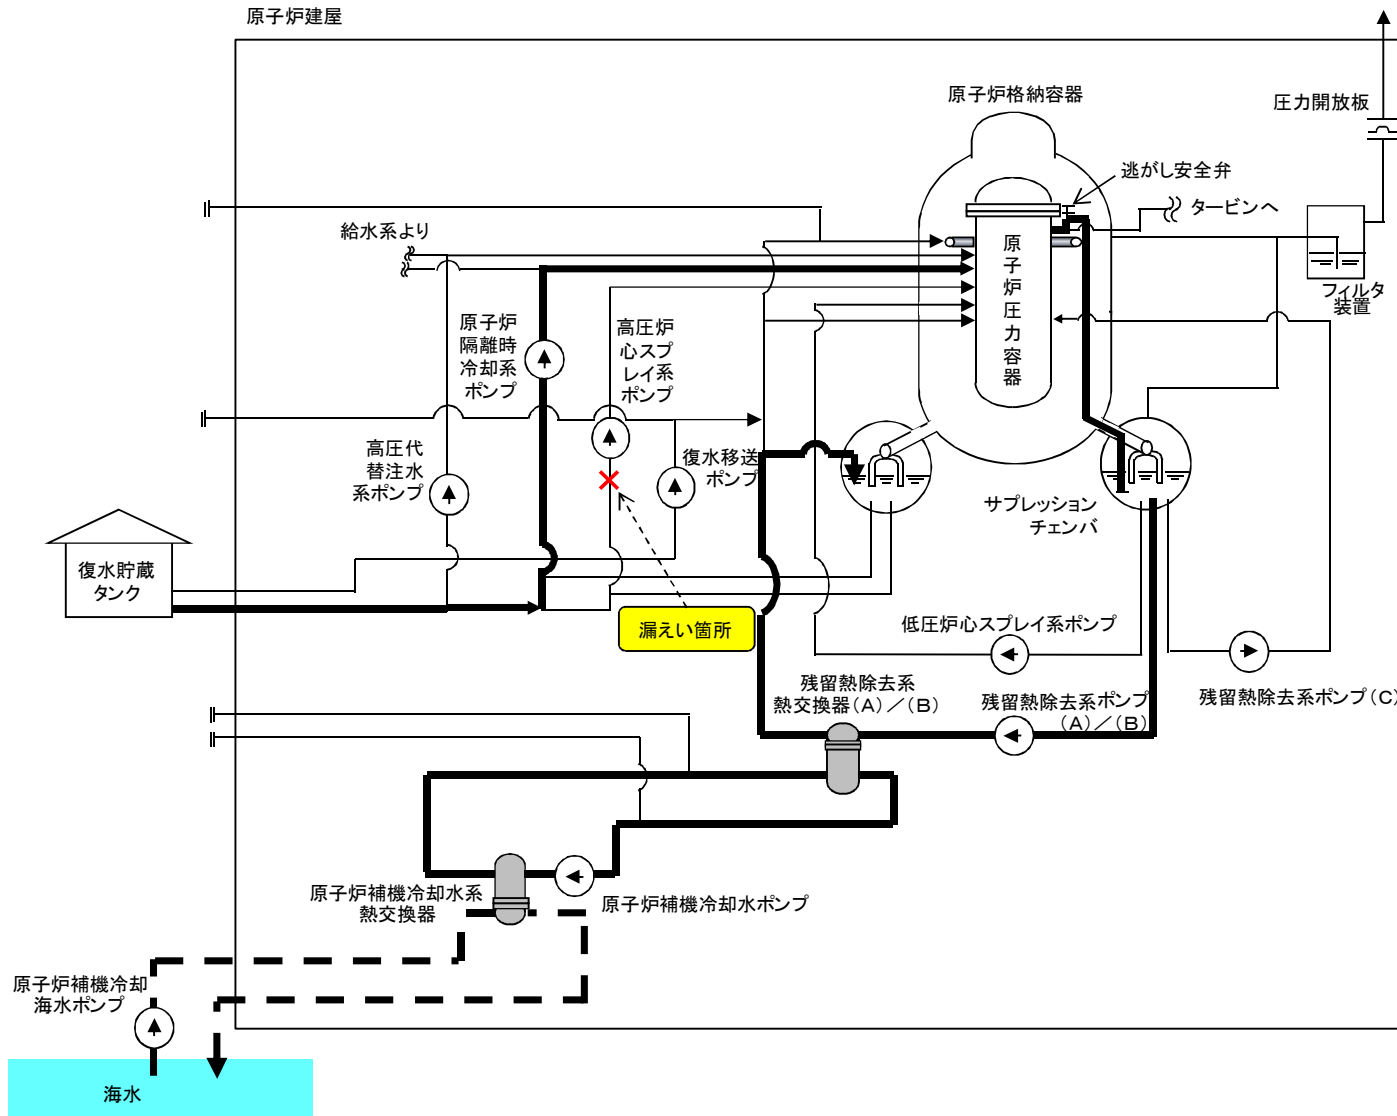 原子炉建屋
原子炉格納容器
圧力開放板
逃がし安全弁
タービンへ
給水系より
フィルタ
装置
原
子
炉
圧
力
容
器
原子炉
隔離時
冷却系
ポンプ
高圧炉
心スプ
レイ系
ポンプ
高圧代
替注水
系ポンプ
復水移送
ポンプ
サプレッション
チェンバ
復水貯蔵
タンク
漏えい箇所
低圧炉心スプレイ系ポンプ
残留熱除去系
熱交換器(A)/(B)
残留熱除去系ポンプ
(A)/(B)
残留熱除去系ポンプ(C)
原子炉補機冷却水系
熱交換器
原子炉補機冷却水ポンプ
原子炉補機冷却
海水ポンプ
海水